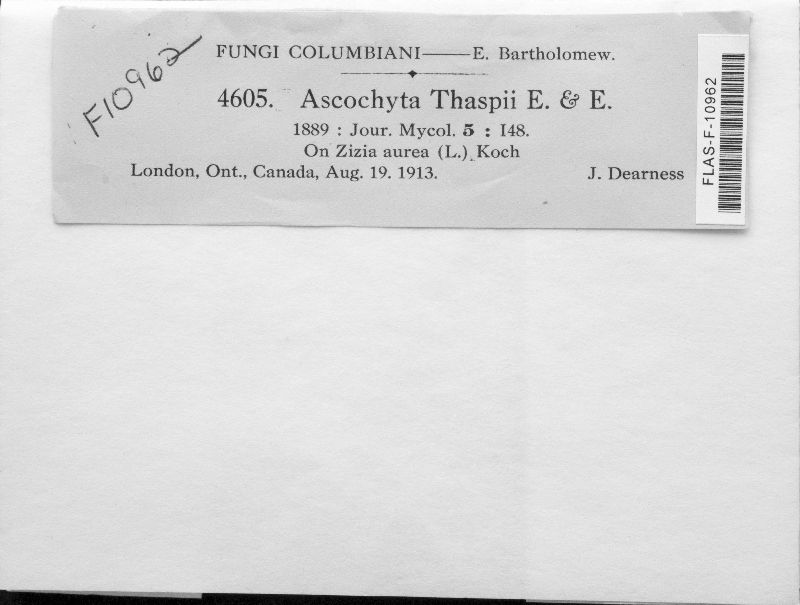 F10962
FUNGI COLUMBIANI—E. Bartholomew.
4605. Ascochyta Thaspii E. & E.
1889 : Jour. Mycol. 5 : 148.
On Zizia aurea (L.) Koch
London, Ont., Canada, Aug. 19. 1913. J. Dearness
FLAS-F-10962